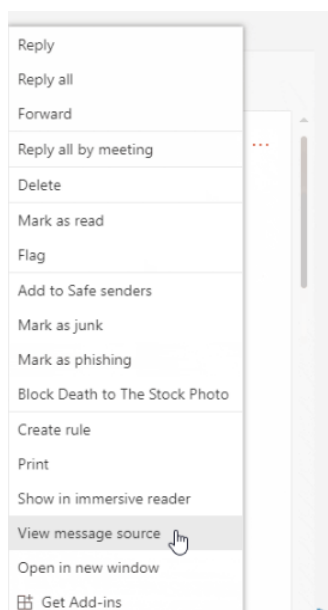 Reply
Reply all
Forward
Reply all by meeting
Delete
Mark as read
Flag
Add to Safe senders
Mark as junk
Mark as phishing
Block Death to The Stock Photo
Create rule
Print
Show in immersive reader
View message source
Open in new window
Get Add-ins